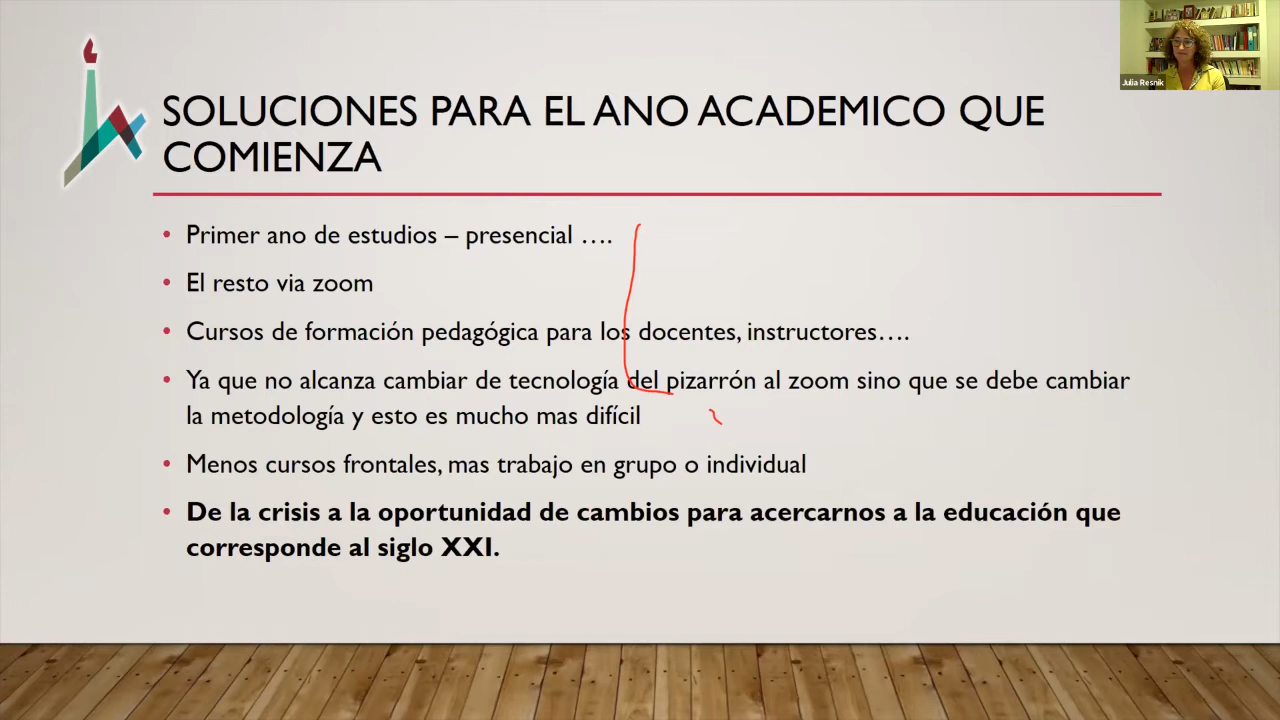 Julia Resnik
SOLUCIONES PARA EL ANO ACADEMICO QUE
COMIENZA
• Primer ano de estudios – presencial ….
• El resto via zoom
• Cursos de formación pedagógica para los docentes, instructores….
• Ya que no alcanza cambiar de tecnología del pizarrón al zoom sino que se debe cambiar
la metodología y esto es mucho mas difícil
• Menos cursos frontales, mas trabajo en grupo o individual
• De la crisis a la oportunidad de cambios para acercarnos a la educación que
corresponde al siglo XXI.